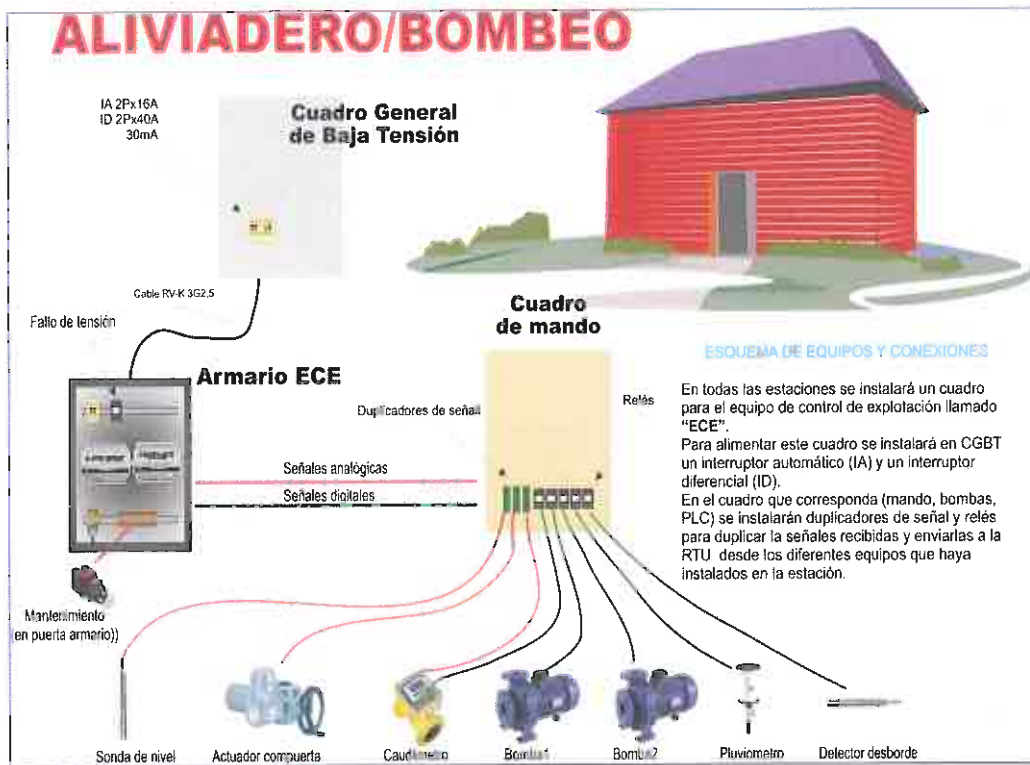 ALIVIADERO/BOMBEO
IA 2Px16A
ID 2Px40A
30mA
Cuadro General
de Baja Tensión
Cable RV-K 3G2,5
Fallo de tensión
Armario ECE
Cuadro
de mando
Duplicadores de señal
Relés
Señales analógicas
Señales digitales
ESQUEMA DE EQUIPOS Y CONEXIONES
En todas las estaciones se instalará un cuadro
para el equipo de control de explotación llamado
“ECE”.
Para alimentar este cuadro se instalará en CGBT
un interruptor automático (IA) y un interruptor
diferencial (ID).
En el cuadro que corresponda (mando, bombas,
PLC) se instalarán duplicadores de señal y relés
para duplicar la señales recibidas y enviarlas a la
RTU desde los diferentes equipos que haya
instalados en la estación.
Mantenimiento
(en puerta armario))
Sonda de nivel
Actuador compuerta
Caudalimetro
Bomba1
Bomba2
Pluviometro
Detector desborde